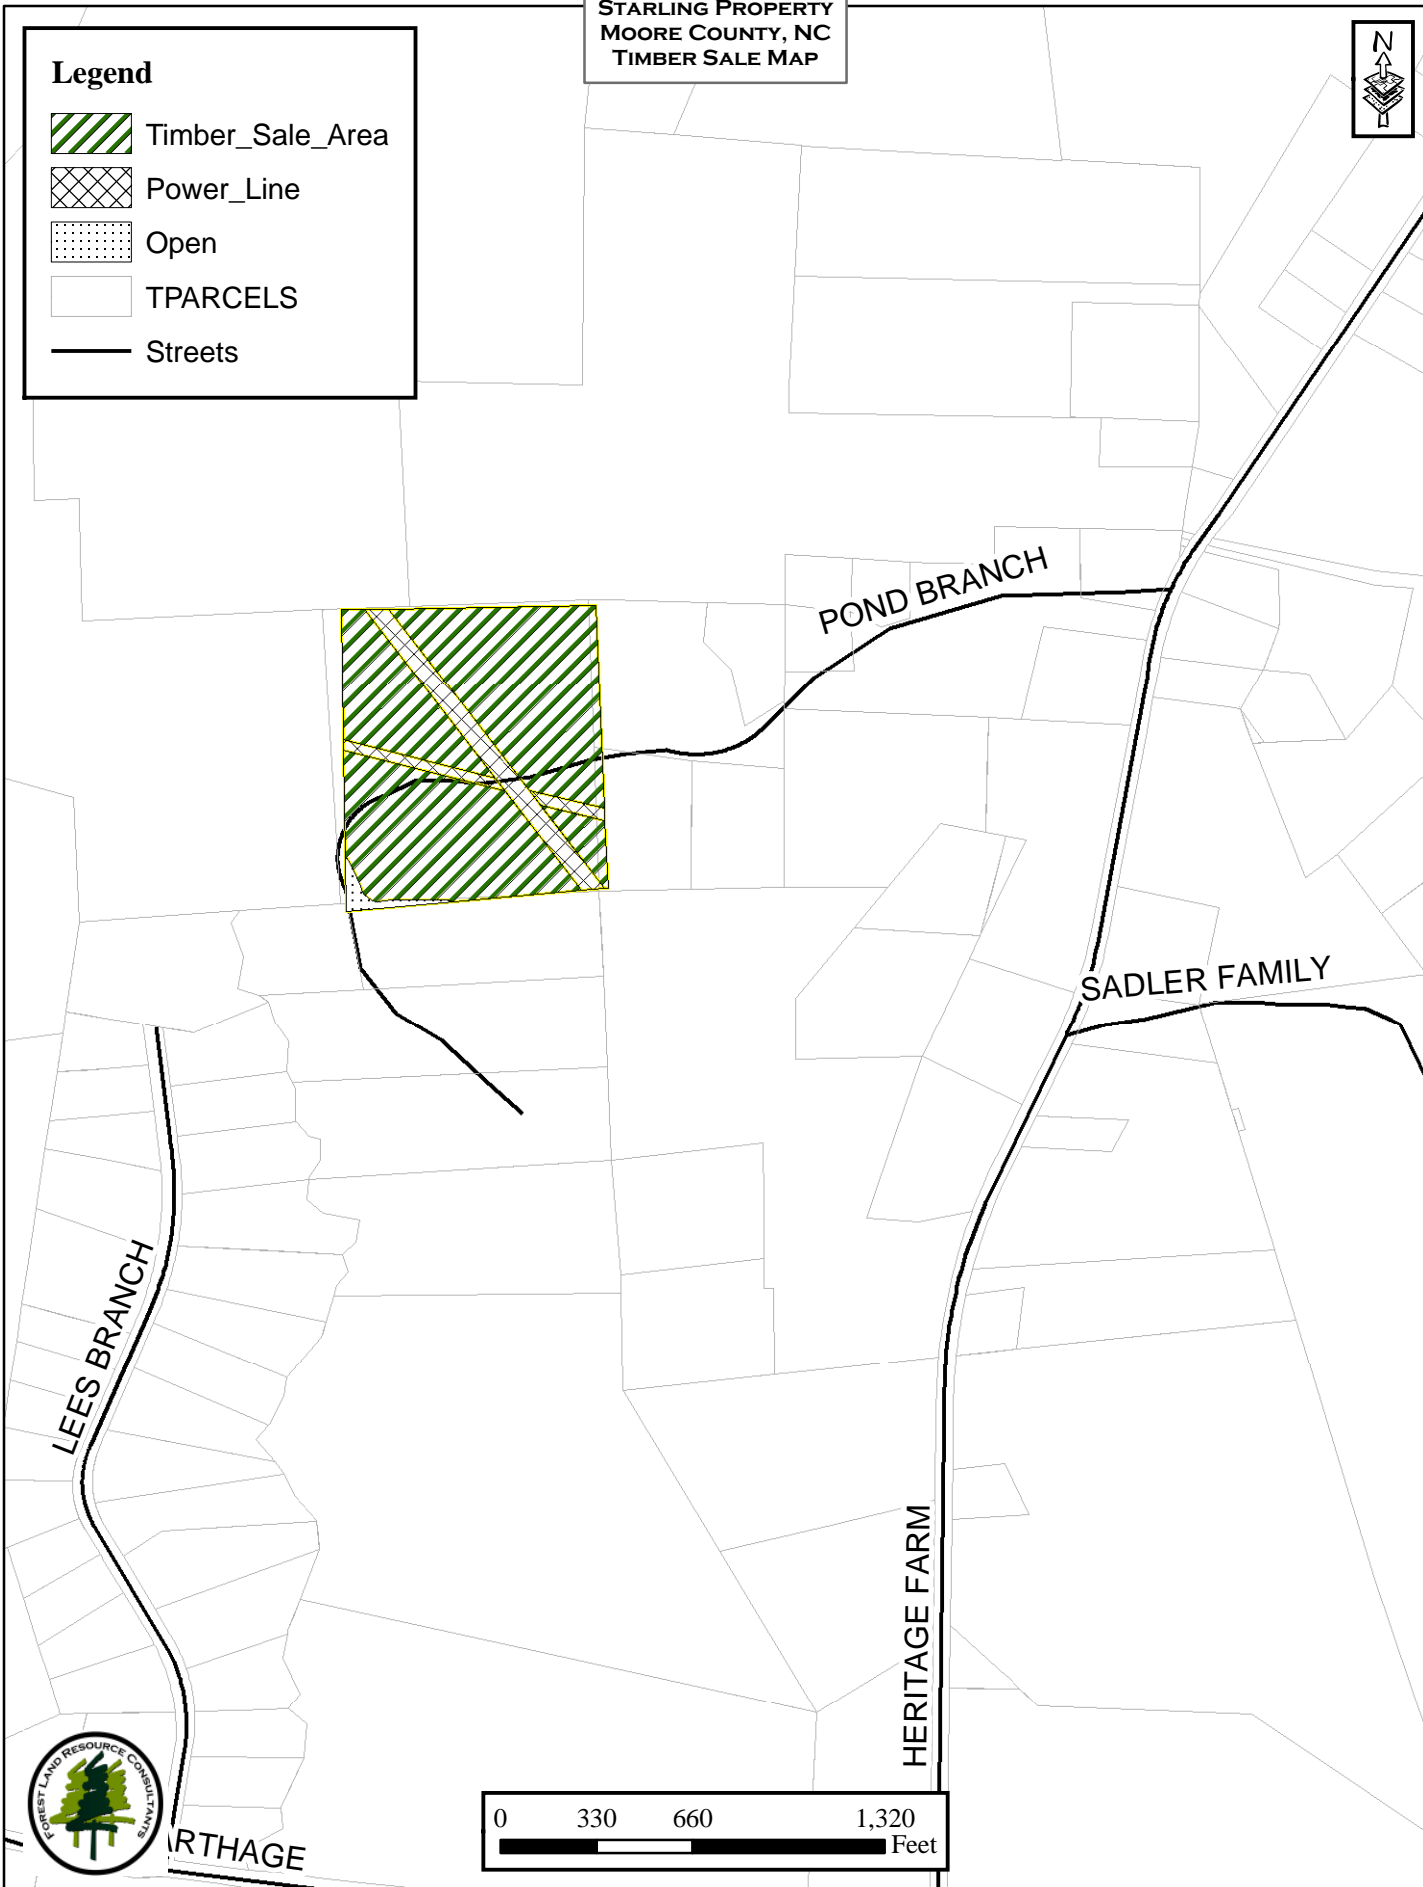 STARLING PROPERTY
MOORE COUNTY, NC
TIMBER SALE MAP
N
Legend
Timber_Sale_Area
Power_Line
Open
TPARCELS
Streets
POND BRANCH
SADLER FAMILY
LEES BRANCH
HERITAGE FARM
FOREST LAND RESOURCE CONSULTANTS
ARTHAGE
0 330 660 1,320
Feet